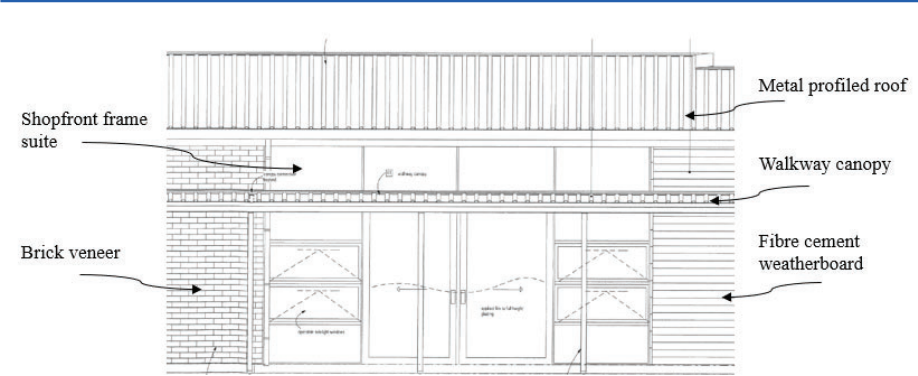 Metal profiled roof
Shopfront frame
suite
walkway canopy
Walkway canopy
Brick veneer
Fibre cement
weatherboard